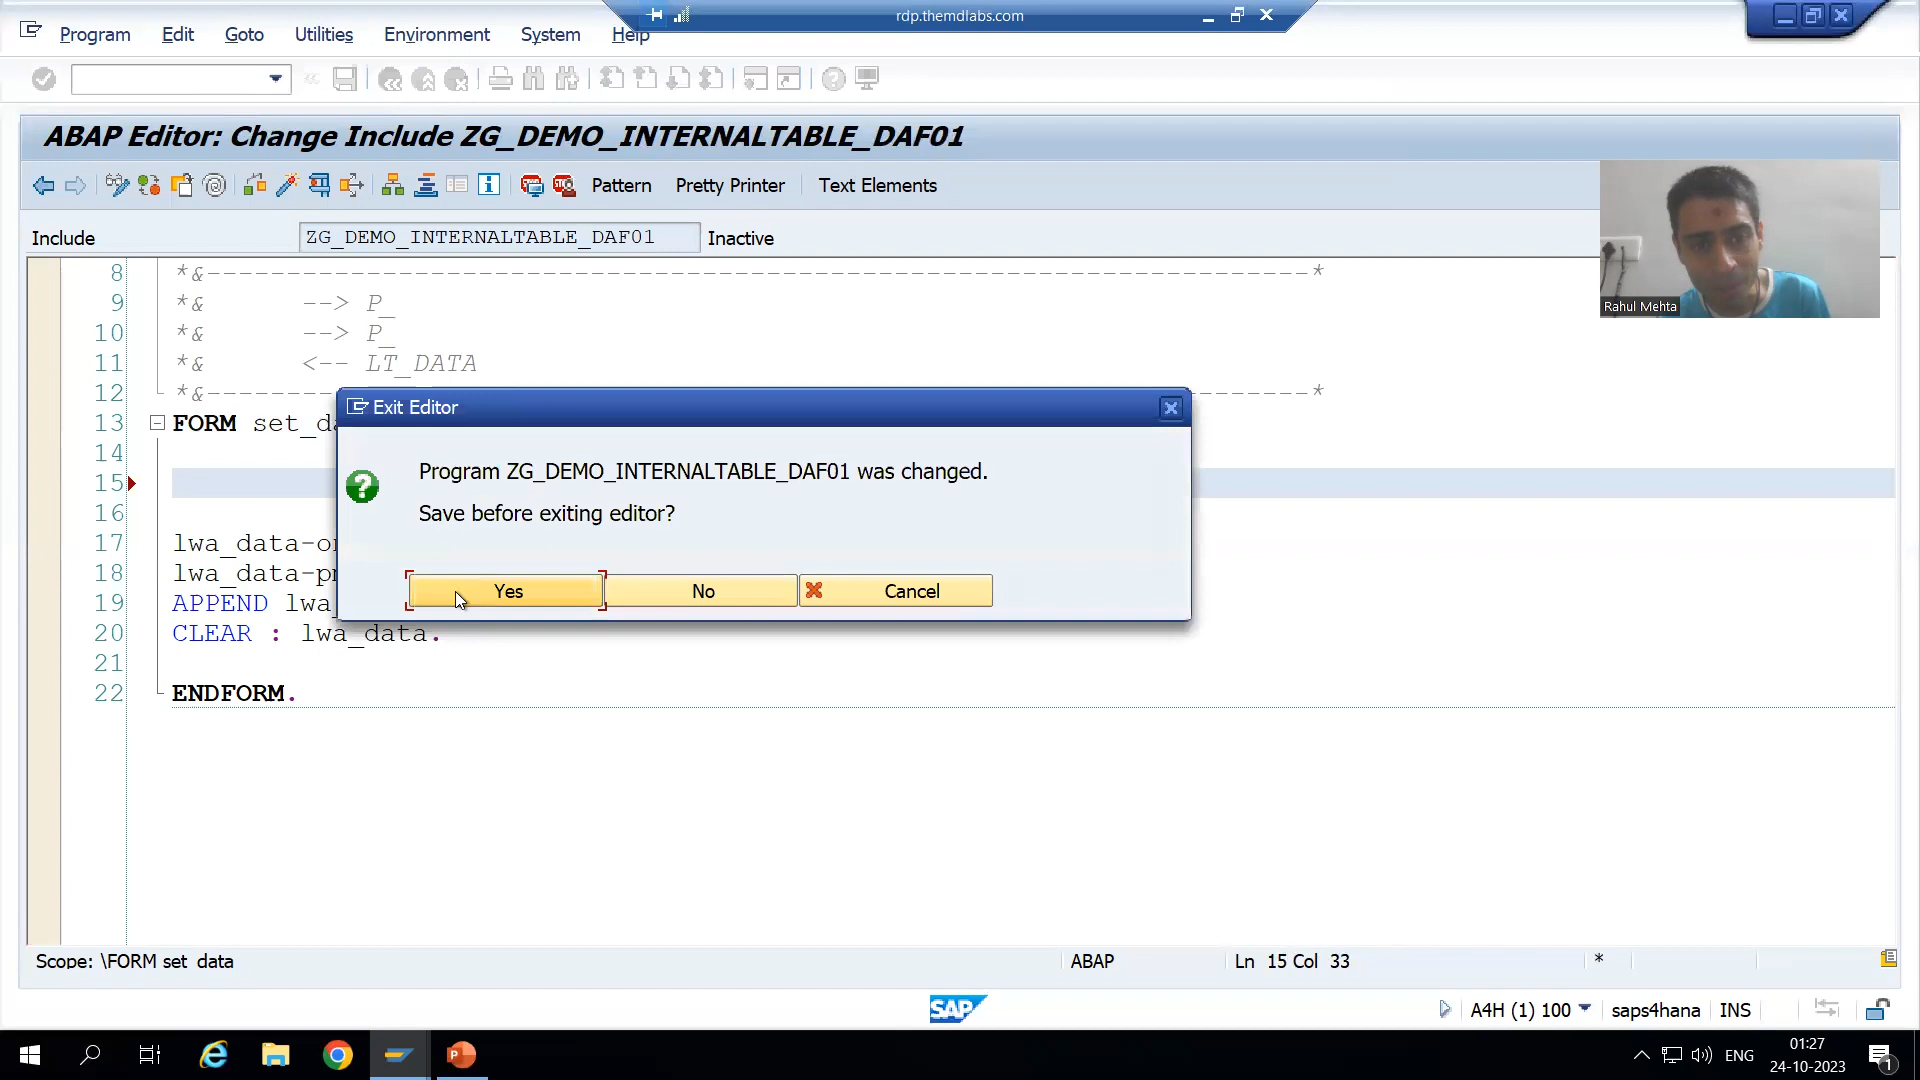 rdp.themdlabs.com
Program Edit Goto Utilities Environment System Help
ABAP Editor: Change Include ZG_DEMO_INTERNALTABLE_DAF01
Pattern Pretty Printer Text Elements
Include ZG_DEMO_INTERNALTABLE_DAF01 Inactive
Rahul Mehta
8 *&---------------------------------------------------------------------*
9 *& --> P_
10 *& --> P_
11 *& <-- LT_DATA
12 *&---------------------------------------------------------------------*
13 FORM set_da
14
15
16
17 lwa_data-o
18 lwa_data-p
19 APPEND lwa_
20 CLEAR : lwa_data.
21
22 ENDFORM.
Exit Editor
Program ZG_DEMO_INTERNALTABLE_DAF01 was changed.
Save before exiting editor?
Yes No Cancel
Scope: \FORM set_data ABAP Ln 15 Col 33 *
SAP A4H (1) 100 saps4hana INS
ENG
01:27
24-10-2023
1